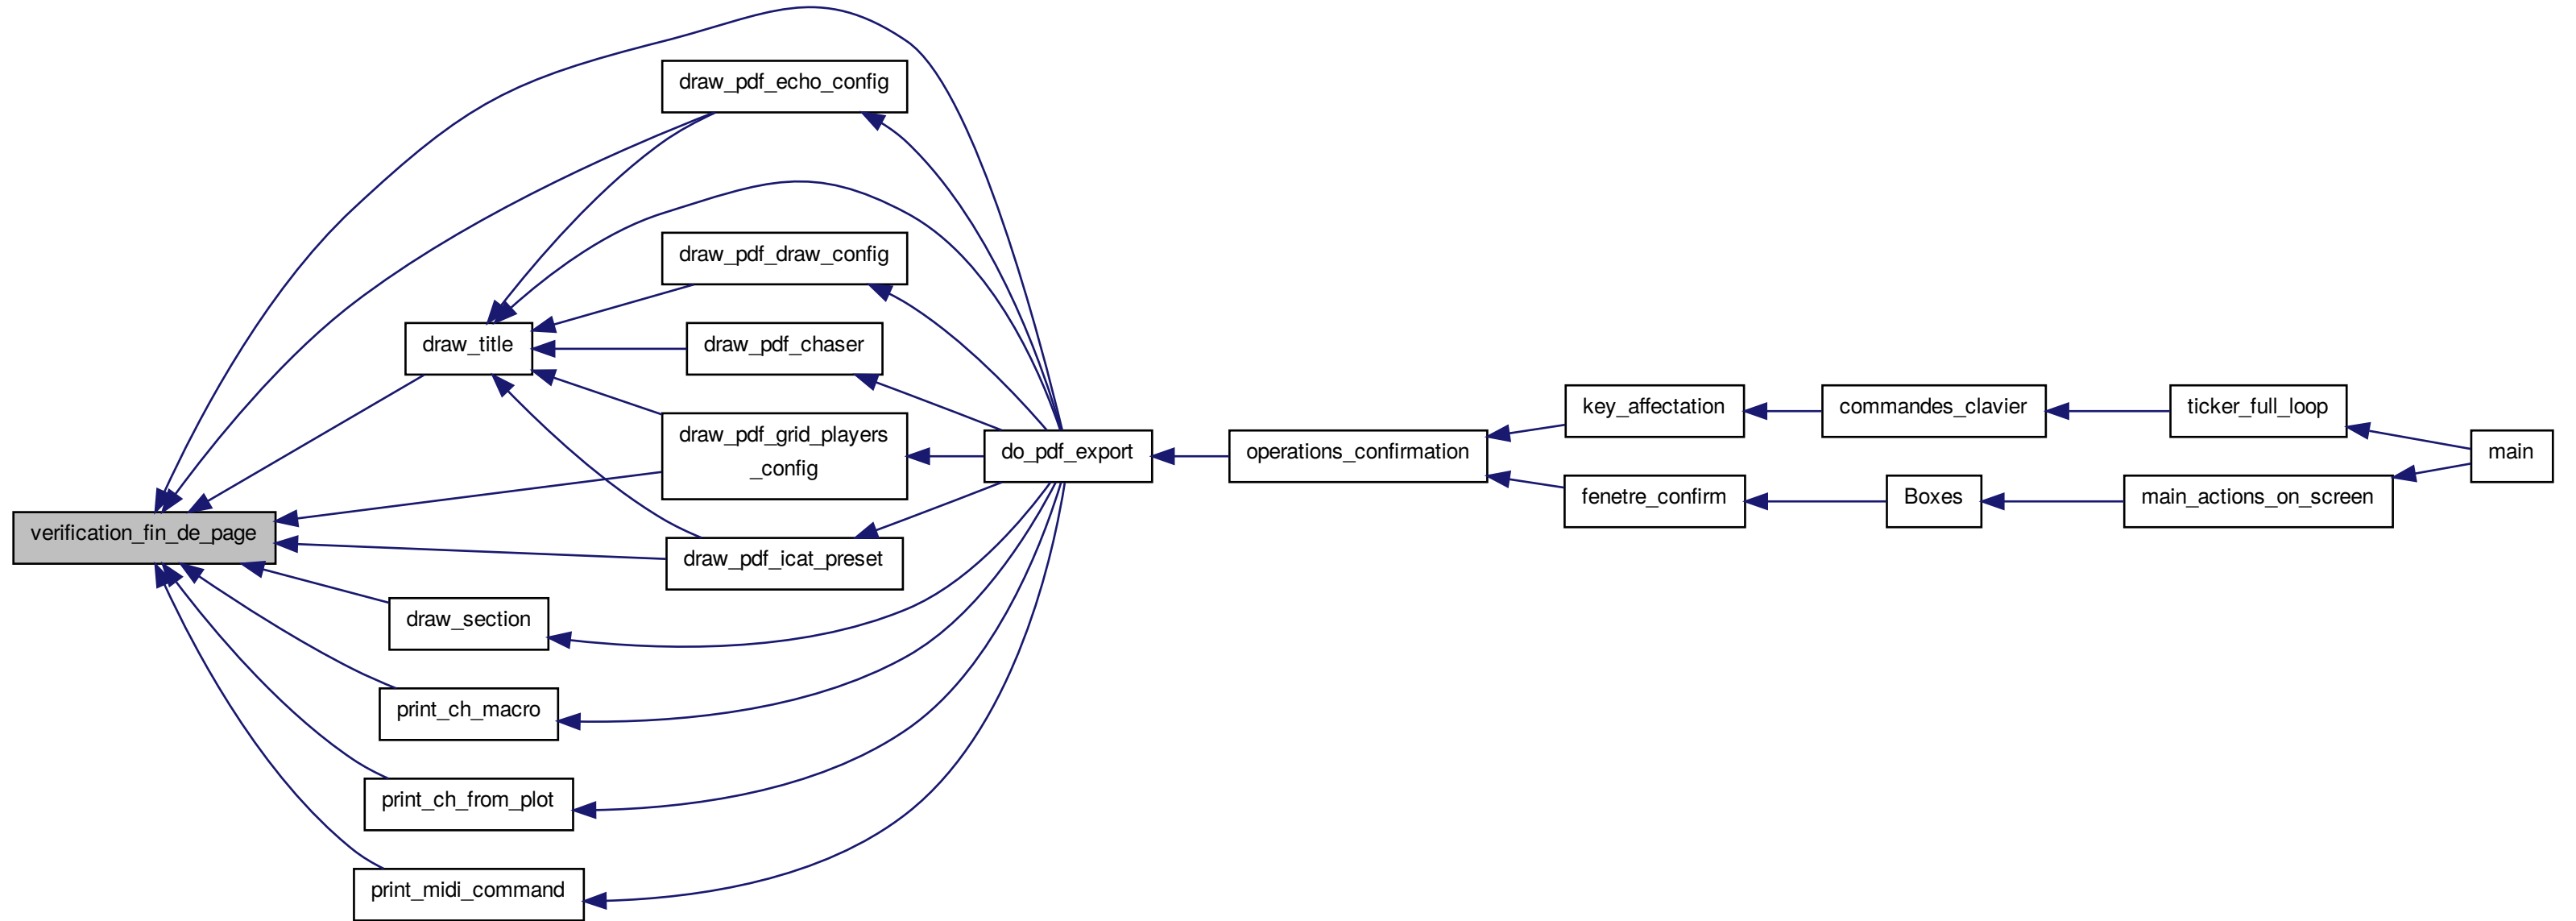 draw_pdf_echo_config
draw_pdf_draw_config
draw_title
draw_pdf_chaser
key_affectation
commandes_clavier
ticker_full_loop
draw_pdf_grid_players
_config
do_pdf_export
operations_confirmation
main
fenetre_confirm
Boxes
main_actions_on_screen
verification_fin_de_page
draw_pdf_icat_preset
draw_section
print_ch_macro
print_ch_from_plot
print_midi_command